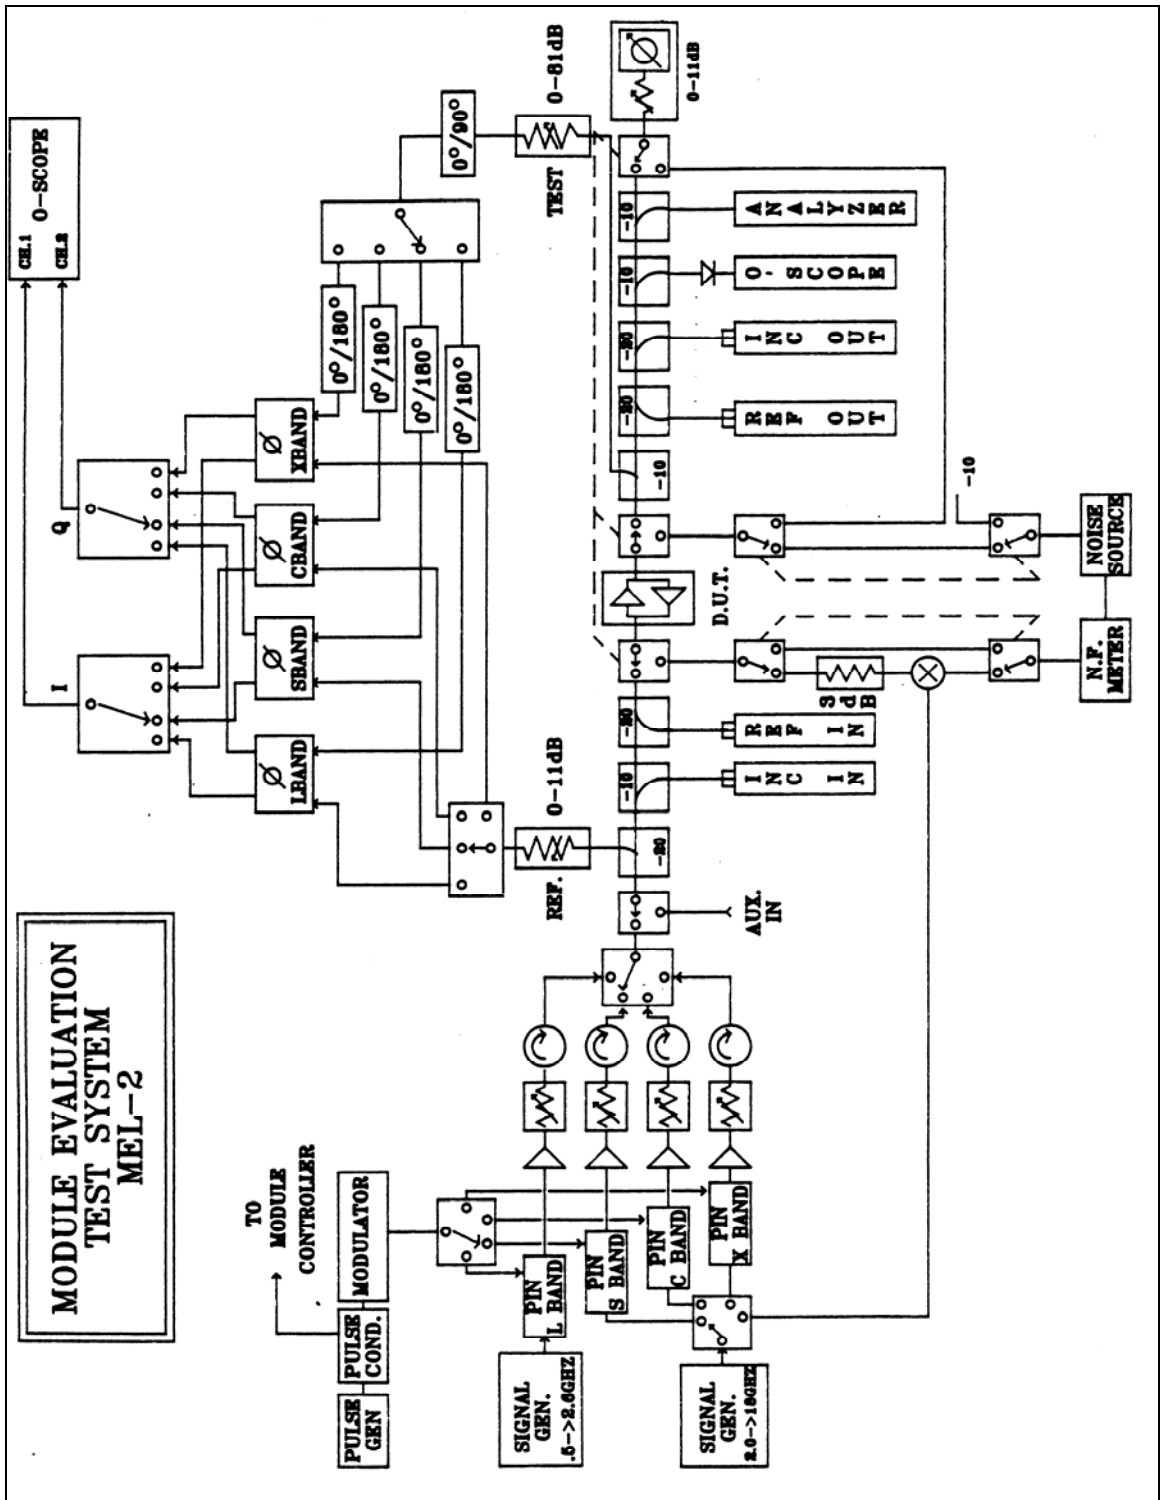 MODULE EVALUATION
TEST SYSTEM
MEL-2
O-SCOPE
CH.1
CH.2
Q
I
XBAND
CBAND
SBAND
LBAND
0°/180°
0°/180°
0°/180°
0°/180°
0°/90°
TEST
0-81dB
REF.
0-11dB
0-11dB
TO
MODULE
CONTROLLER
PULSE
GEN
PULSE
COND.
MODULATOR
SIGNAL
GEN.
.5->2.6GHZ
SIGNAL
GEN.
2.0->18GHZ
PIN
L BAND
PIN
S BAND
PIN
C BAND
PIN
X BAND
AUX.
IN
-20
-10
-20
D.U.T.
-10
-20
-20
-10
-10
INC IN
REF IN
REF OUT
INC OUT
O-SCOPE
ANALYZER
3dB
-10
N.F.
METER
NOISE
SOURCE